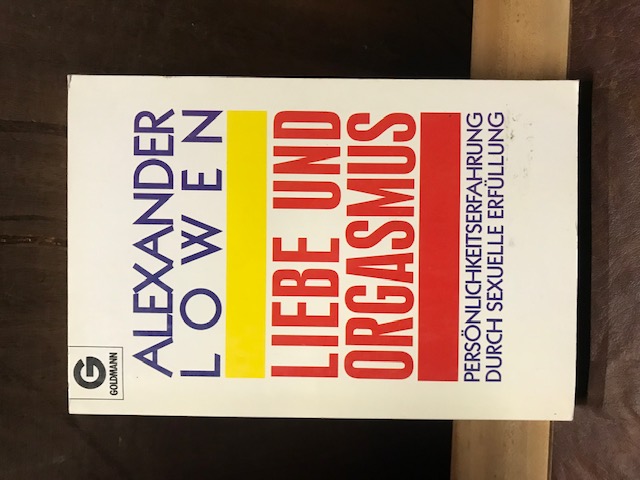 G
GOLDMANN
ALEXANDER
LOWEN
LIEBE UND
ORGASMUS
PERSÖNLICHKEITSERFAHRUNG
DURCH SEXUELLE ERFÜLLUNG